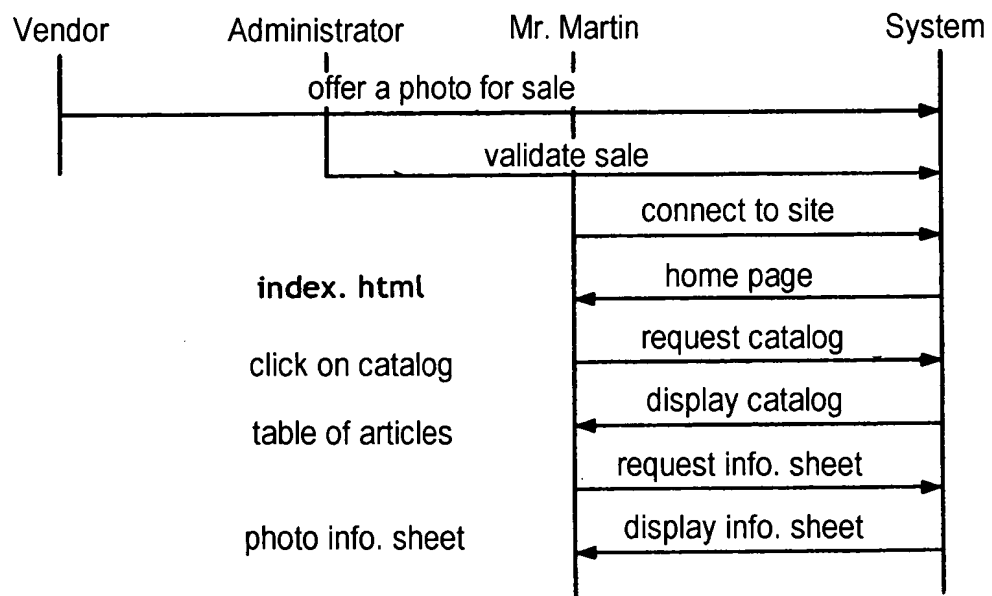 Vendor Administrator Mr. Martin System
offer a photo for sale
validate sale
connect to site
home page
index. html
request catalog
click on catalog
display catalog
table of articles
request info. sheet
display info. sheet
photo info. sheet